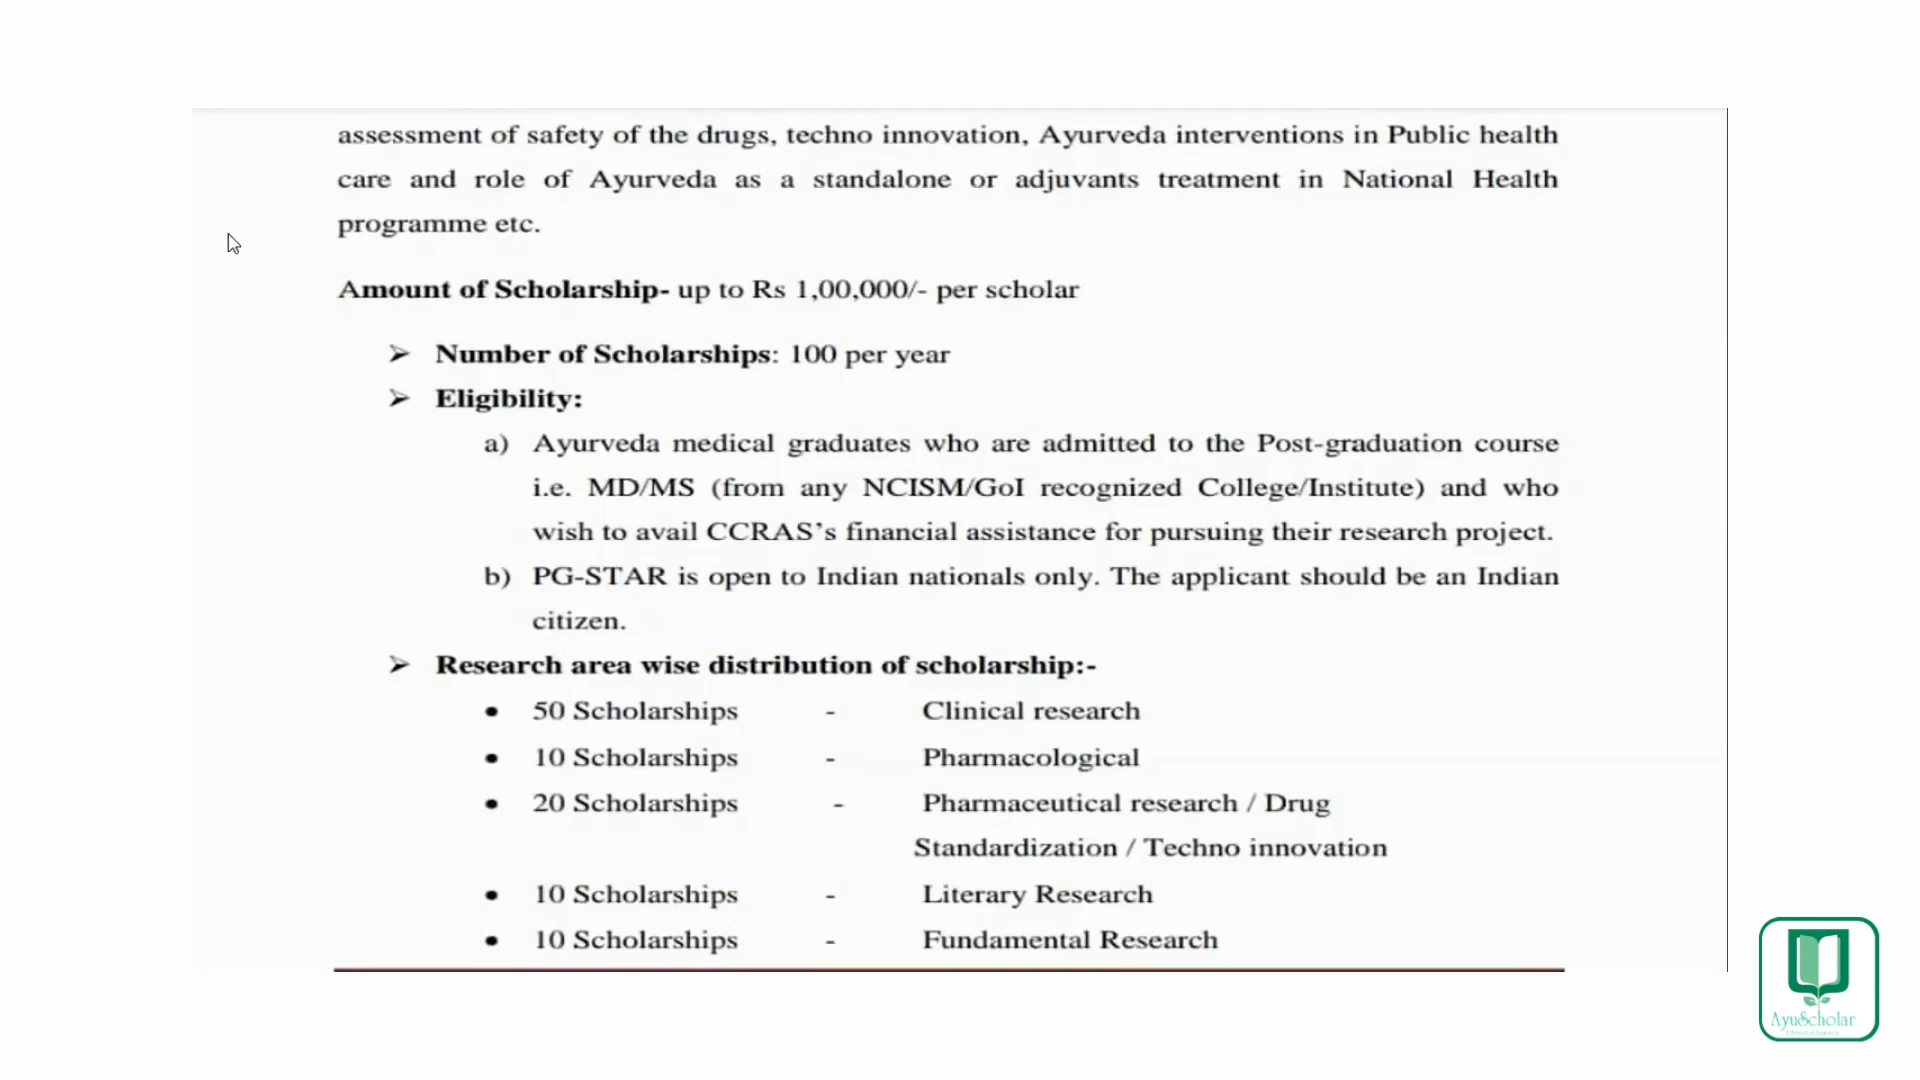 assessment of safety of the drugs, techno innovation, Ayurveda interventions in Public health
care and role of Ayurveda as a standalone or adjuvants treatment in National Health
programme etc.
Amount of Scholarship- up to Rs 1,00,000/- per scholar
➢ Number of Scholarships: 100 per year
➢ Eligibility:
a) Ayurveda medical graduates who are admitted to the Post-graduation course
i.e. MD/MS (from any NCISM/GoI recognized College/Institute) and who
wish to avail CCRAS’s financial assistance for pursuing their research project.
b) PG-STAR is open to Indian nationals only. The applicant should be an Indian
citizen.
➢ Research area wise distribution of scholarship:-
• 50 Scholarships - Clinical research
• 10 Scholarships - Pharmacological
• 20 Scholarships - Pharmaceutical research / Drug
Standardization / Techno innovation
• 10 Scholarships - Literary Research
• 10 Scholarships - Fundamental Research
AyuScholar